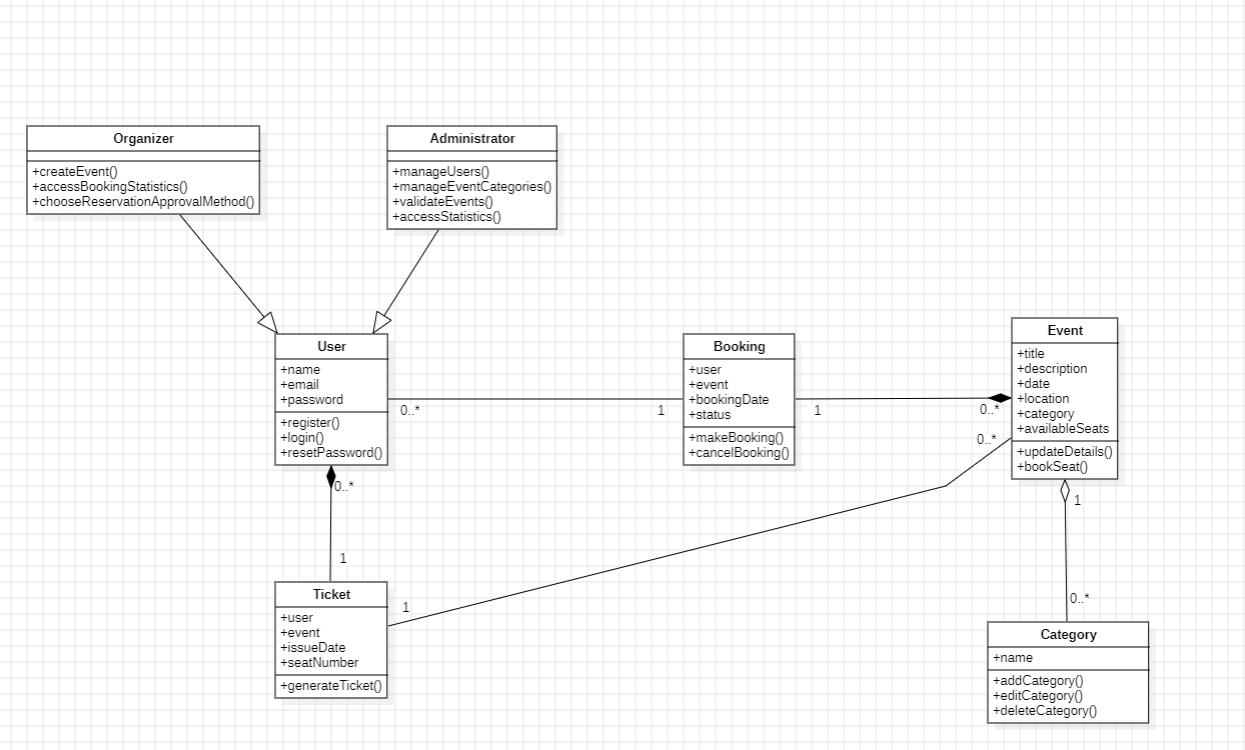 Organizer
+createEvent()
+accessBookingStatistics()
+chooseReservationApprovalMethod()
Administrator
+manageUsers()
+manageEventCategories()
+validateEvents()
+accessStatistics()
User
+name
+email
+password
+register()
+login()
+resetPassword()
0..*
1
Booking
+user
+event
+bookingDate
+status
+makeBooking()
+cancelBooking()
1
0..*
0..*
Event
+title
+description
+date
+location
+category
+availableSeats
+updateDetails()
+bookSeat()
0..*
1
Ticket
+user
+event
+issueDate
+seatNumber
+generateTicket()
1
1
0..*
Category
+name
+addCategory()
+editCategory()
+deleteCategory()